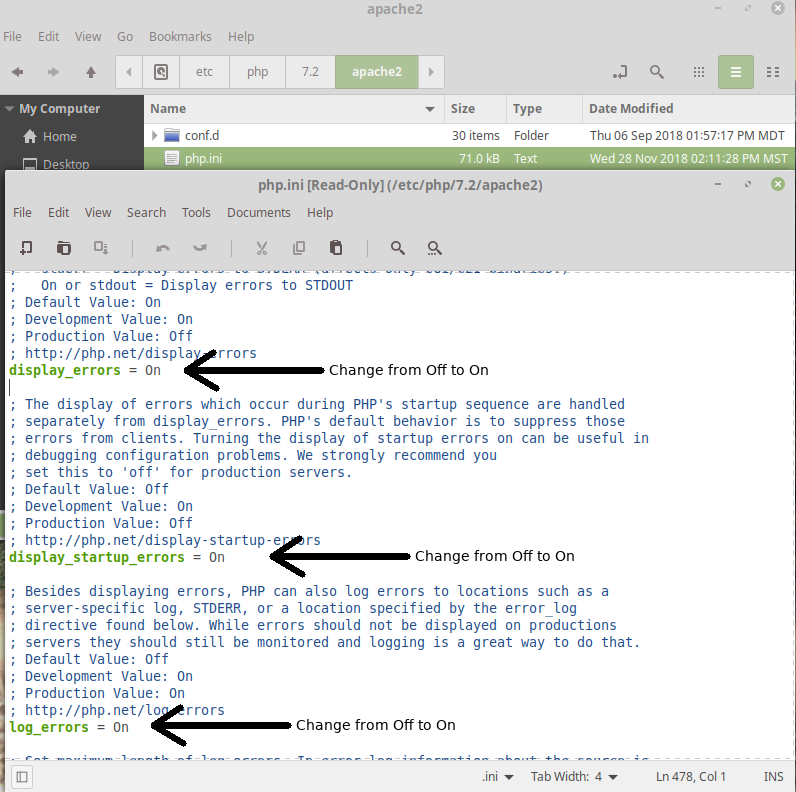 apache2
File Edit View Go Bookmarks Help
etc php 7.2 apache2
My Computer
Name Size Type Date Modified
Home
conf.d 30 items Folder Thu 06 Sep 2018 01:57:17 PM MDT
Desktop
php.ini 71.0 kB Text Wed 28 Nov 2018 02:11:28 PM MST
php.ini [Read-Only] (/etc/php/7.2/apache2)
File Edit View Search Tools Documents Help
; On or stdout = Display errors to STDOUT
; Default Value: On
; Development Value: On
; Production Value: Off
; http://php.net/display-errors
display_errors = On
Change from Off to On
; The display of errors which occur during PHP's startup sequence are handled
; separately from display_errors. PHP's default behavior is to suppress those
; errors from clients. Turning the display of startup errors on can be useful in
; debugging configuration problems. We strongly recommend you
; set this to 'off' for production servers.
; Default Value: Off
; Development Value: On
; Production Value: Off
; http://php.net/display-startup-errors
display_startup_errors = On
Change from Off to On
; Besides displaying errors, PHP can also log errors to locations such as a
; server-specific log, STDERR, or a location specified by the error_log
; directive found below. While errors should not be displayed on productions
; servers they should still be monitored and logging is a great way to do that.
; Default Value: Off
; Development Value: On
; Production Value: On
; http://php.net/log-errors
log_errors = On
Change from Off to On
; Set maximum length of log_errors. In error_log information about the source is
.ini Tab Width: 4 Ln 478, Col 1 INS